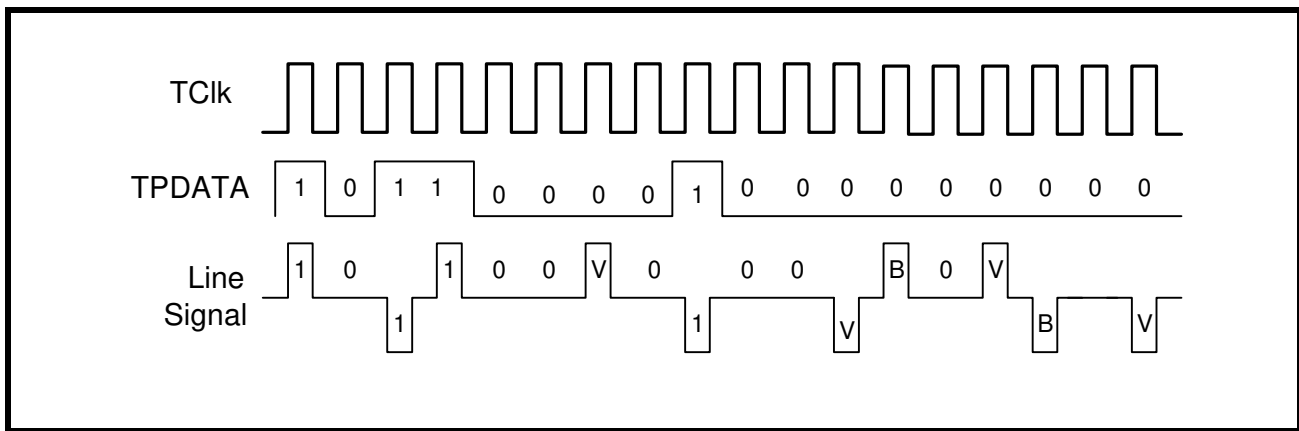 TClk
TPDATA 1 0 1 1 0 0 0 0 1 0 0 0 0 0 0 0 0 0
Line Signal 1 0 1 1 0 0 V 0 1 0 0 V B 0 V B V